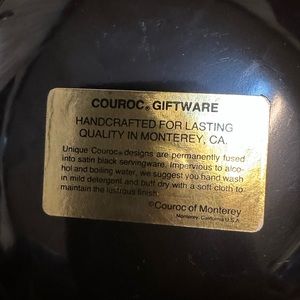 COUROC® GIFTWARE
HANDCRAFTED FOR LASTING
QUALITY IN MONTEREY, CA.
Unique Couroc® designs are permanently fused
into satin black servingware. Impervious to alco-
hol and boiling water, we suggest you hand wash
in mild detergent and buff dry with a soft cloth to
maintain the lustrous finish.
©Couroc of Monterey
Monterey, California U.S.A.